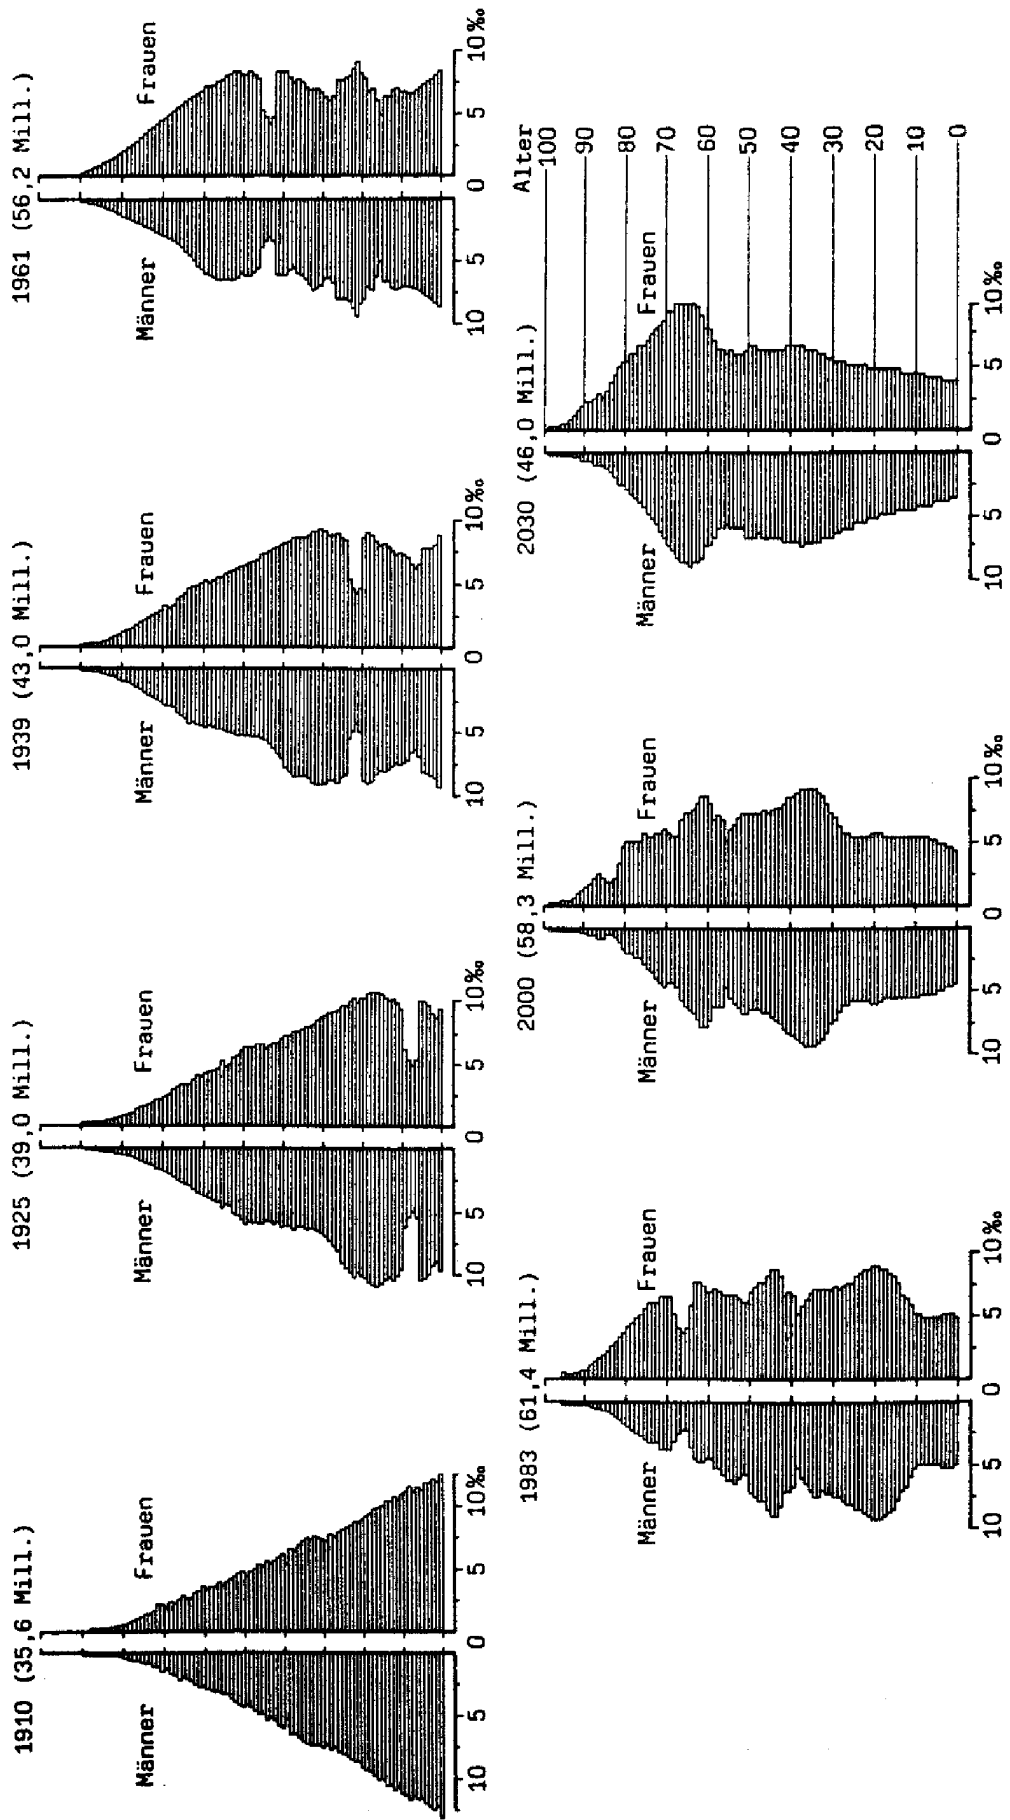 1910 (35,6 Mill.)
Männer Frauen
10 5 0 5 10‰
1925 (39,0 Mill.)
Männer Frauen
10 5 0 5 10‰
1939 (43,0 Mill.)
Männer Frauen
10 5 0 5 10‰
1961 (56,2 Mill.)
Männer Frauen
10 5 0 5 10‰
1983 (61,4 Mill.)
Männer Frauen
10 5 0 5 10‰
2000 (58,3 Mill.)
Männer Frauen
10 5 0 5 10‰
2030 (46,0 Mill.)
Männer Frauen
10 5 0 5 10‰
Alter
100
90
80
70
60
50
40
30
20
10
0